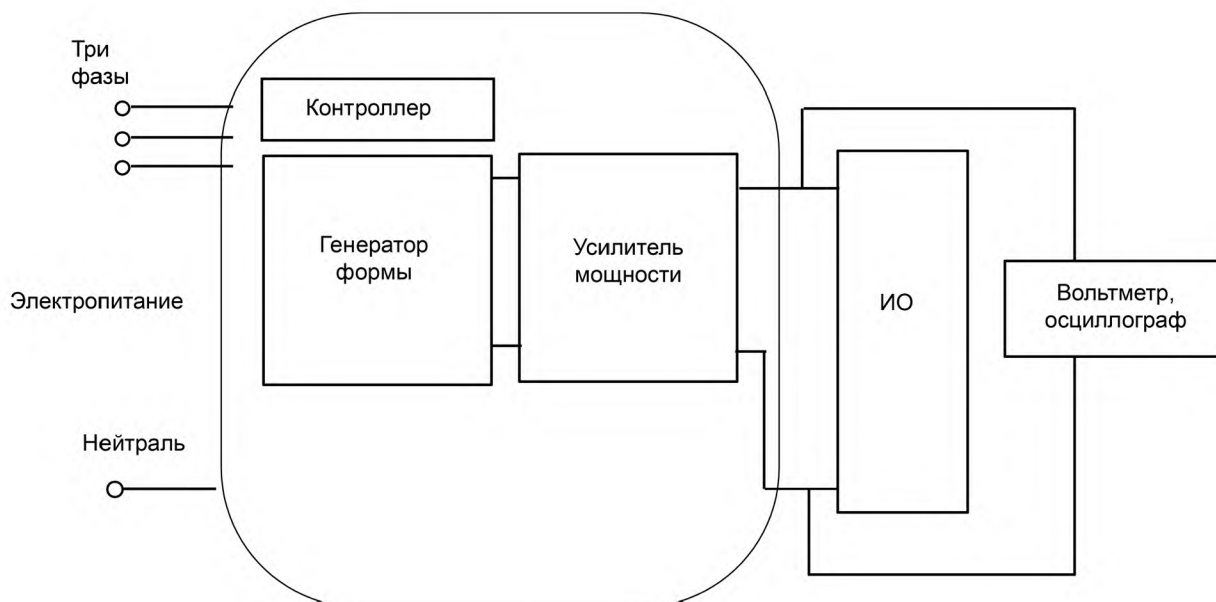 Три
фазы
Контроллер
Генератор
формы
Усилитель
мощности
Электропитание
ИО
Вольтметр,
осциллограф
Нейтраль